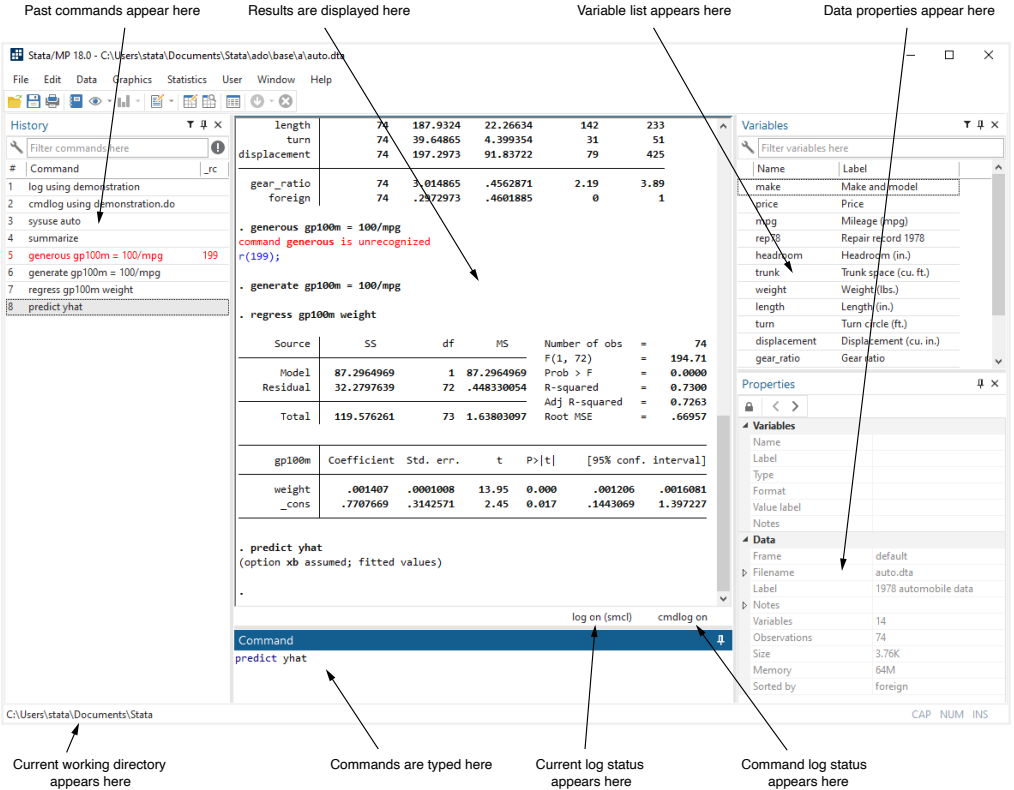 Past commands appear here
Results are displayed here
Variable list appears here
Data properties appear here
Stata/MP 18.0 - C:\Users\stata\Documents\Stata\ado\base\a\auto.dta
File Edit Data Graphics Statistics User Window Help
History
Filter commands here
# Command _rc
1 log using demonstration
2 cmdlog using demonstration.do
3 sysuse auto
4 summarize
5 generous gp100m = 100/mpg 199
6 generate gp100m = 100/mpg
7 regress gp100m weight
8 predict yhat
length 74 187.9324 22.26634 142 233
turn 74 39.64865 4.399354 31 51
displacement 74 197.2973 91.83722 79 425
gear_ratio 74 3.014865 .4562871 2.19 3.89
foreign 74 .2972973 .4601885 0 1
. generous gp100m = 100/mpg
command generous is unrecognized
r(199);
. generate gp100m = 100/mpg
. regress gp100m weight
Source SS df MS Number of obs = 74
F(1, 72) = 194.71
Model 87.2964969 1 87.2964969 Prob > F = 0.0000
Residual 32.2797639 72 .448330054 R-squared = 0.7300
Adj R-squared = 0.7263
Total 119.576261 73 1.63803097 Root MSE = .66957
gp100m Coefficient Std. err. t P>|t| [95% conf. interval]
weight .001407 .0001008 13.95 0.000 .001206 .0016081
_cons .7707669 .3142571 2.45 0.017 .1443069 1.397227
. predict yhat
(option xb assumed; fitted values)
.
log on (smcl) cmdlog on
Command
predict yhat
Variables
Filter variables here
Name Label
make Make and model
price Price
mpg Mileage (mpg)
rep78 Repair record 1978
headroom Headroom (in.)
trunk Trunk space (cu. ft.)
weight Weight (lbs.)
length Length (in.)
turn Turn circle (ft.)
displacement Displacement (cu. in.)
gear_ratio Gear ratio
Properties
Variables
Name
Label
Type
Format
Value label
Notes
Data
Frame default
Filename auto.dta
Label 1978 automobile data
Notes
Variables 14
Observations 74
Size 3.76K
Memory 64M
Sorted by foreign
C:\Users\stata\Documents\Stata
CAP NUM INS
Current working directory
appears here
Commands are typed here
Current log status
appears here
Command log status
appears here